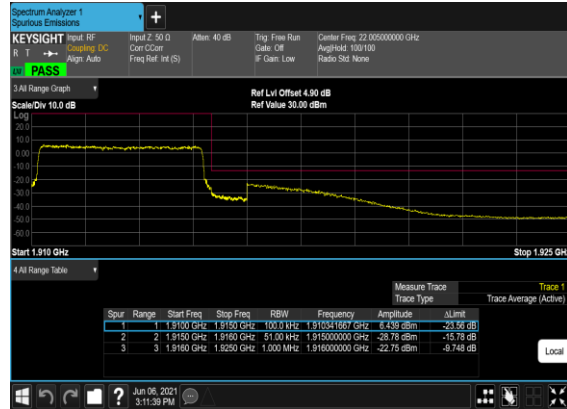 Spectrum Analyzer 1
Spurious Emissions
+
KEYSIGHT Input: RF Input Z: 50 Ω Atten: 40 dB Trig: Free Run Center Freq: 22.005000000 GHz
R T Coupling: DC Corr CCorr Gate: Off Avg|Hold: 100/100
Align: Auto Freq Ref: Int (S) IF Gain: Low Radio Std: None
PASS
3 All Range Graph
Ref Lvl Offset 4.90 dB
Scale/Div 10.0 dB Ref Value 30.00 dBm
Log
20.0
10.0
0.00
-10.0
-20.0
-30.0
-40.0
-50.0
-60.0
Start 1.910 GHz Stop 1.925 GH
4 All Range Table
Measure Trace Trace 1
Trace Type Trace Average (Active)
Spur Range Start Freq Stop Freq RBW Frequency Amplitude ΔLimit
1 1 1.9100 GHz 1.9150 GHz 100.0 kHz 1.910341667 GHz 6.439 dBm -23.56 dB
2 2 1.9150 GHz 1.9160 GHz 51.00 kHz 1.915000000 GHz -28.78 dBm -15.78 dB
3 3 1.9160 GHz 1.9250 GHz 1.000 MHz 1.916000000 GHz -22.75 dBm -9.748 dB
Local
? Jun 06, 2021
3:11:39 PM